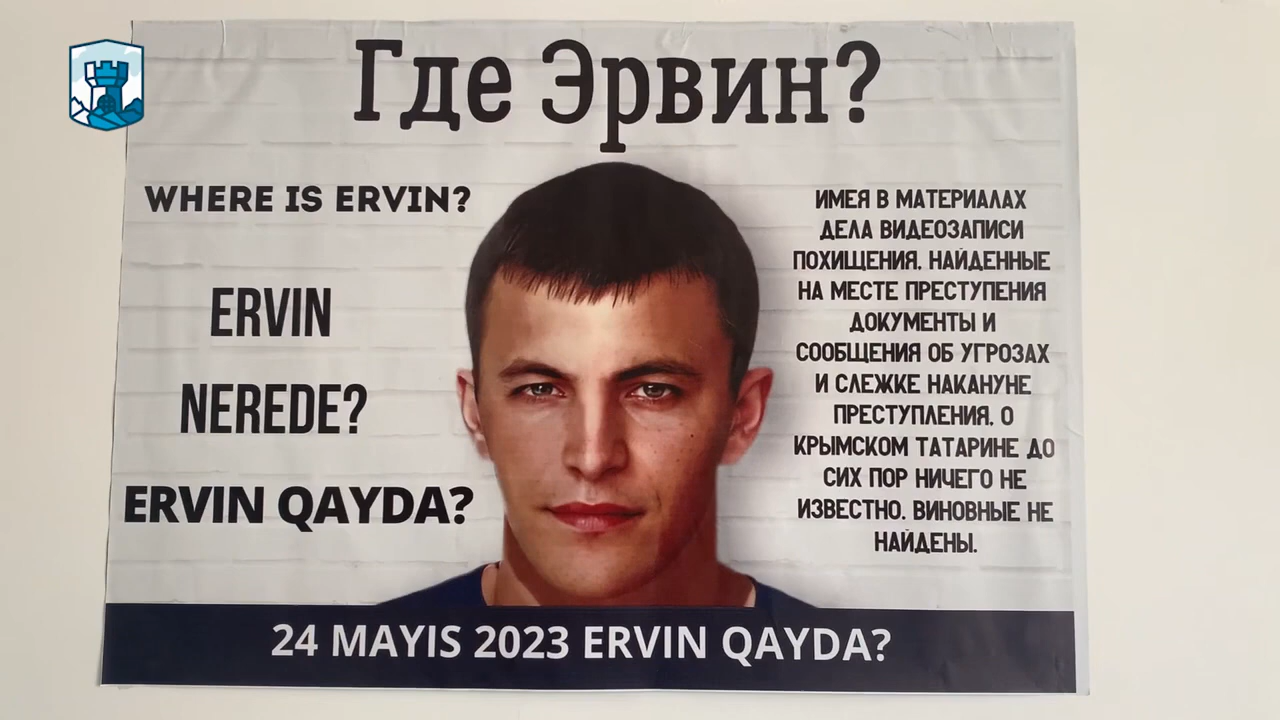 Где Эрвин?
WHERE IS ERVIN?
ERVIN
NEREDE?
ERVIN QAYDA?
ИМЕЯ В МАТЕРИАЛАХ
ДЕЛА ВИДЕОЗАПИСИ
ПОХИЩЕНИЯ, НАЙДЕННЫЕ
НА МЕСТЕ ПРЕСТУПЕНИЯ
ДОКУМЕНТЫ И
СООБЩЕНИЯ ОБ УГРОЗАХ
И СЛЕЖКЕ НАКАНУНЕ
ПРЕСТУПЛЕНИЯ, О
КРЫМСКОМ ТАТАРИНЕ ДО
СИХ ПОР НИЧЕГО НЕ
ИЗВЕСТНО. ВИНОВНЫЕ НЕ
НАЙДЕНЫ.
24 MAYIS 2023 ERVIN QAYDA?